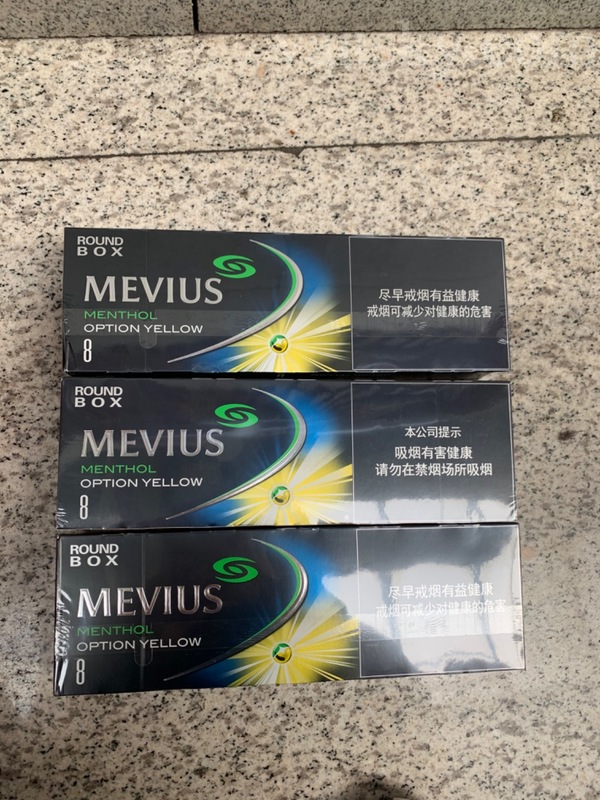 ROUND
BOX
MEVIUS
MENTHOL
OPTION YELLOW
8
尽早戒烟有益健康
戒烟可减少对健康的危害
ROUND
BOX
MEVIUS
MENTHOL
OPTION YELLOW
8
本公司提示
吸烟有害健康
请勿在禁烟场所吸烟
ROUND
BOX
MEVIUS
MENTHOL
OPTION YELLOW
8
尽早戒烟有益健康
戒烟可减少对健康的危害